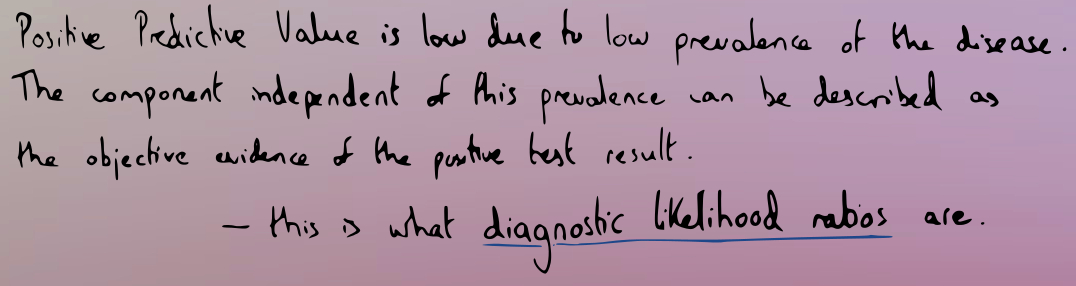 Positive Predictive Value is low due to low prevalence of the disease.
The component independent of this prevalence can be described as
the objective evidence of the positive test result.
— this is what diagnostic likelihood ratios are.